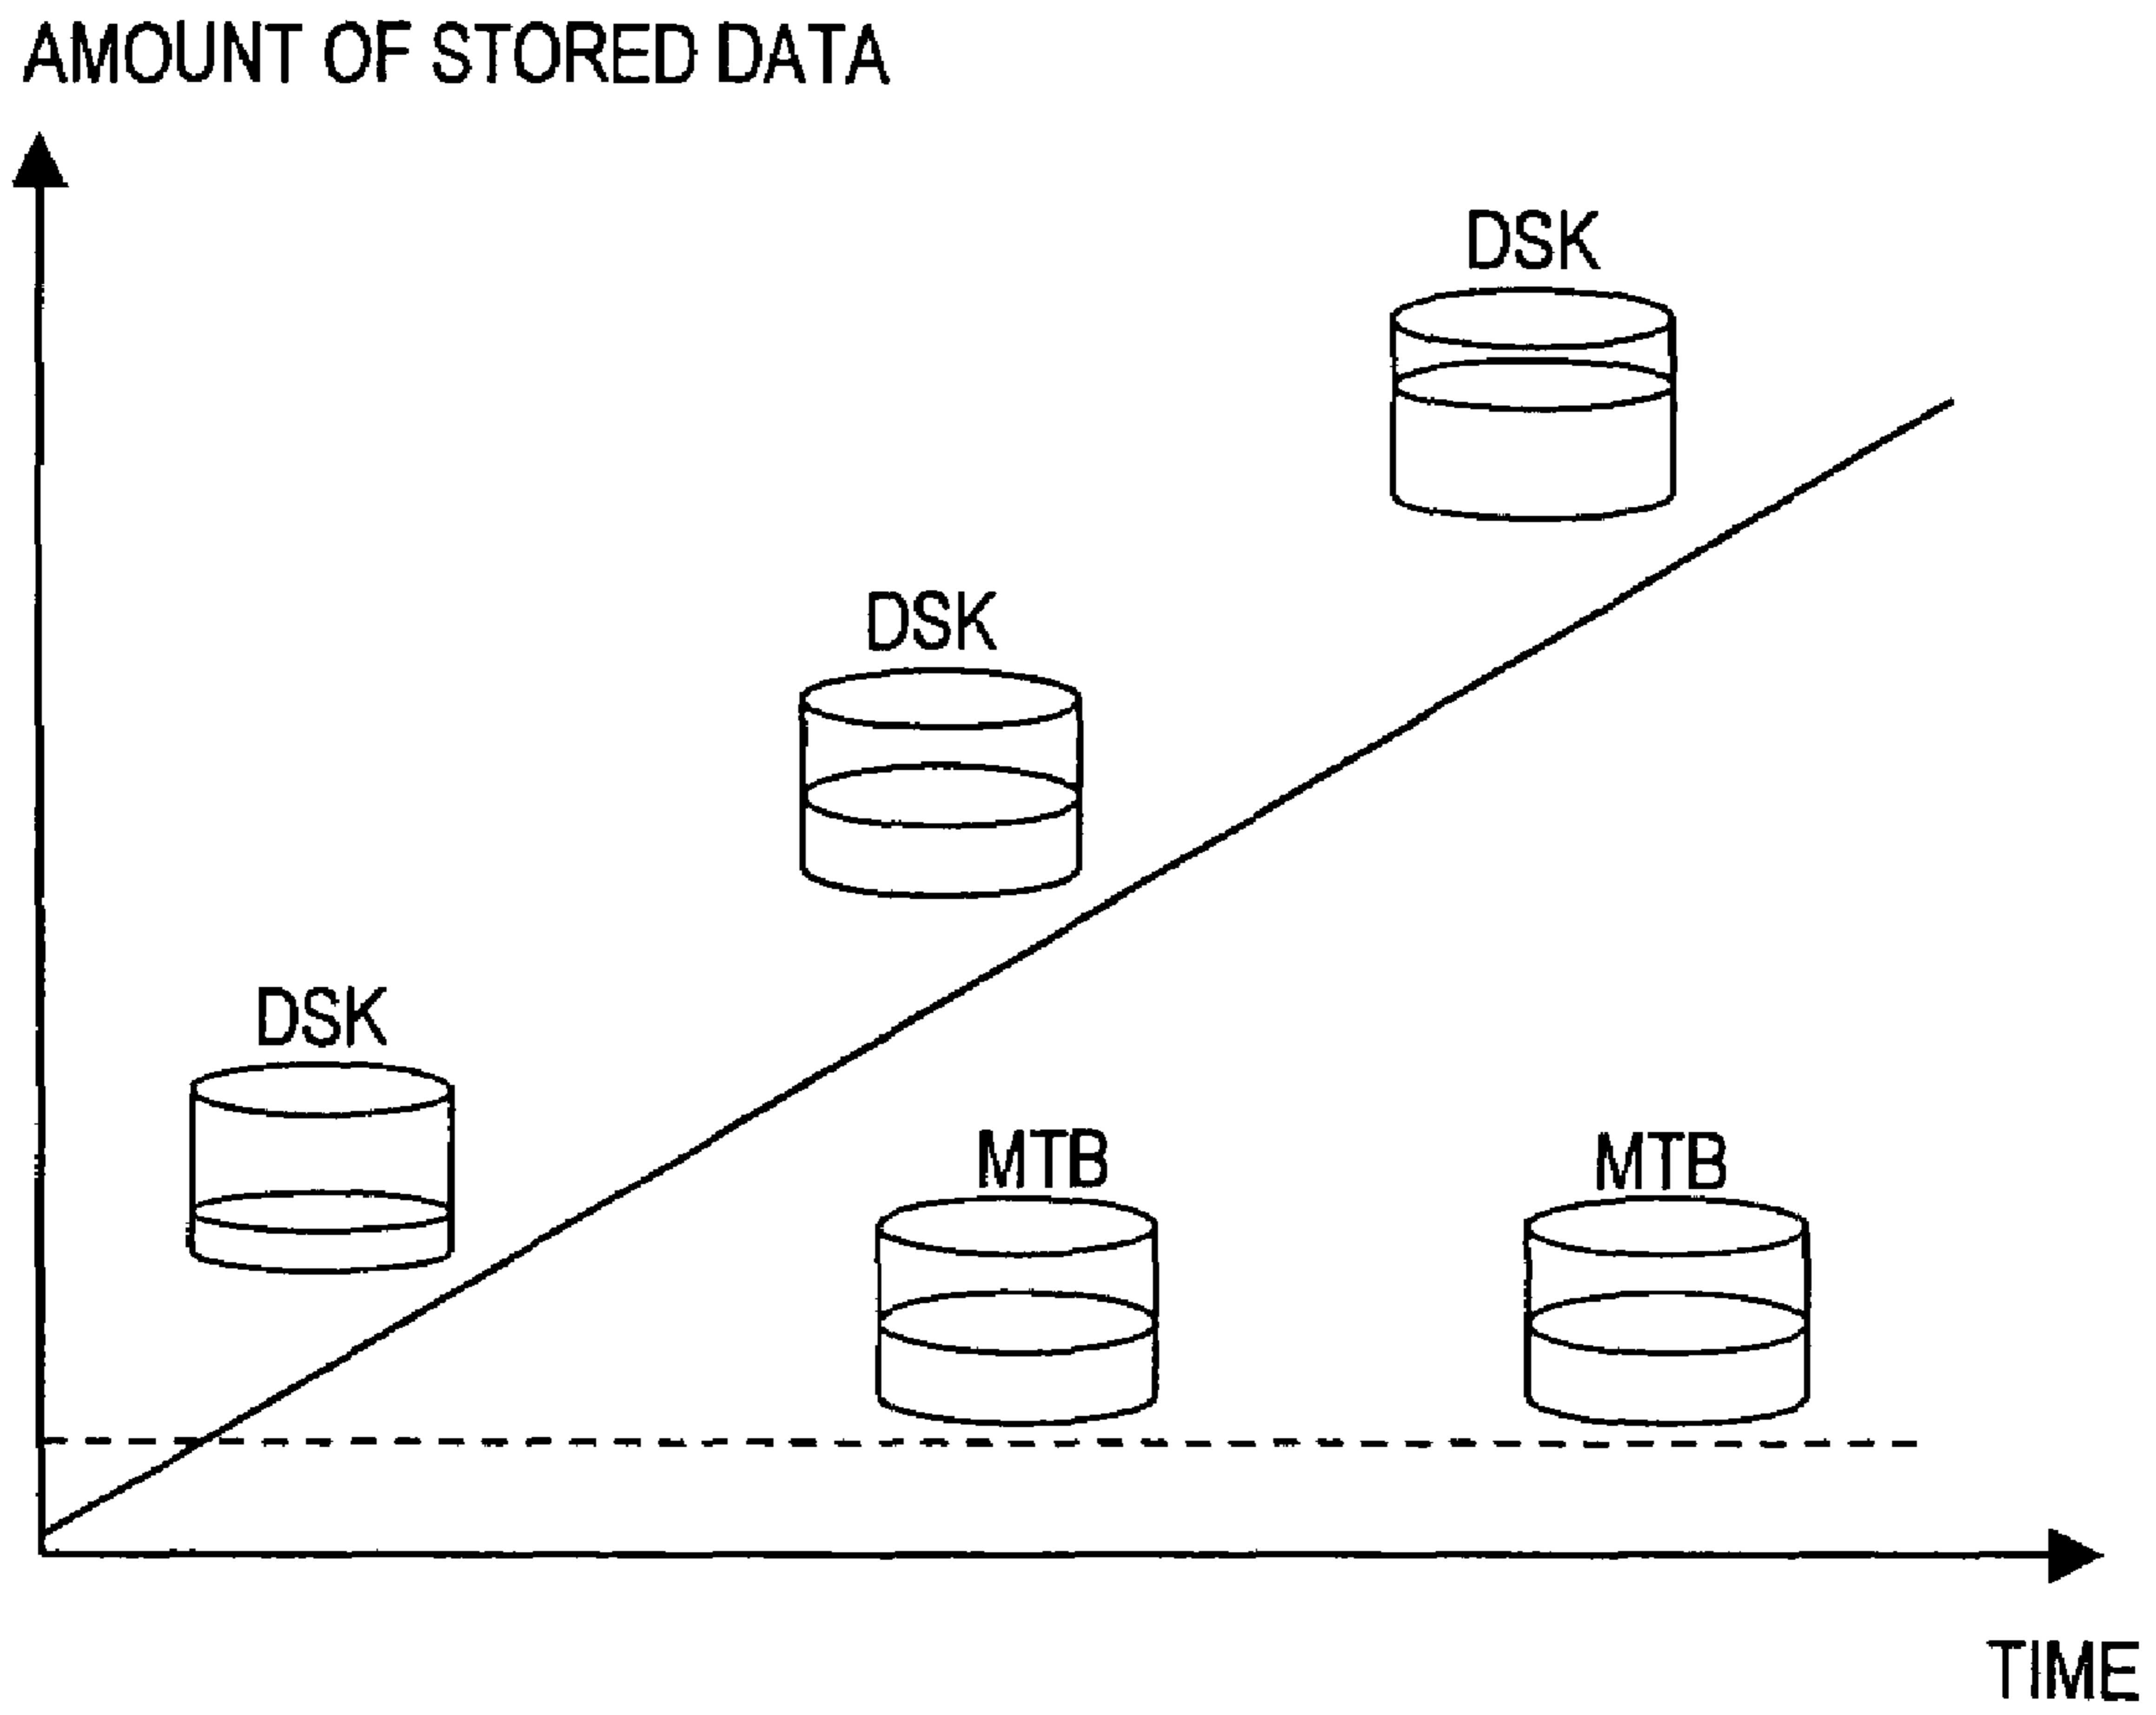 AMOUNT OF STORED DATA
DSK
DSK
DSK
MTB MTB
TIME